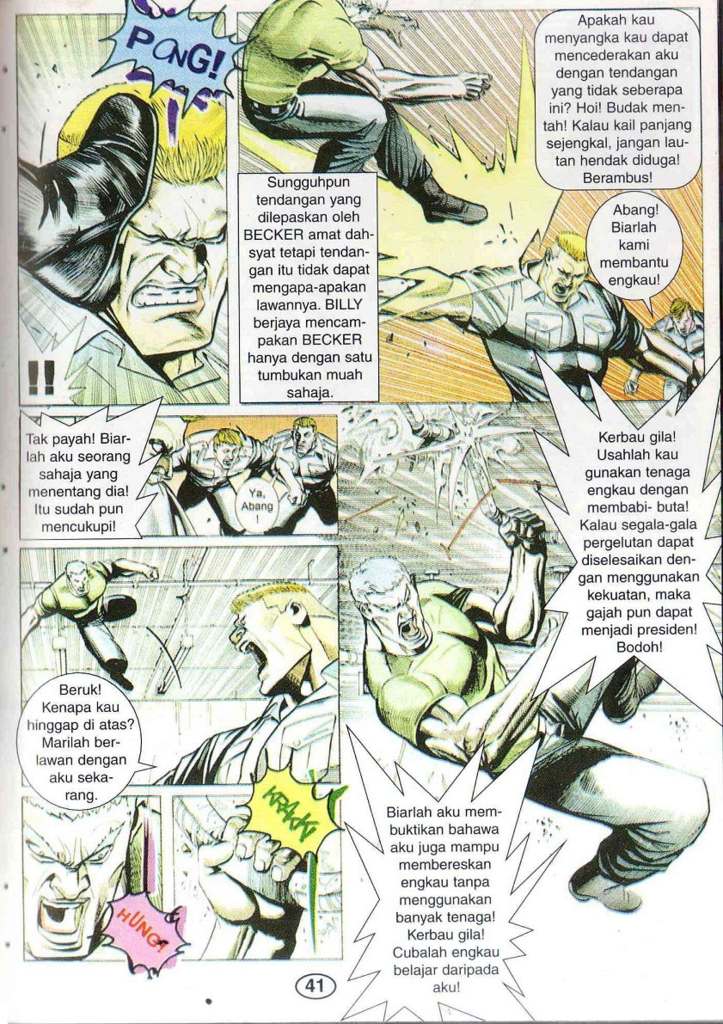 PONG!
!!
Sungguhpun
tendangan yang
dilepaskan oleh
BECKER amat dah-
syat tetapi tendan-
gan itu tidak dapat
mengapa-apakan
lawannya. BILLY
berjaya mencam-
pakan BECKER
hanya dengan satu
tumbukan muah
sahaja.
Apakah kau
menyangka kau dapat
mencederakan aku
dengan tendangan
yang tidak seberapa
ini? Hoi! Budak men-
tah! Kalau kail panjang
sejengkal, jangan lau-
tan hendak diduga!
Berambus!
Abang!
Biarlah
kami
membantu
engkau!
Tak payah! Biar-
lah aku seorang
sahaja yang
menentang dia!
Itu sudah pun
mencukupi!
Ya,
Abang
!
Kerbau gila!
Usahlah kau
gunakan tenaga
engkau dengan
membabi- buta!
Kalau segala-gala
pergelutan dapat
diselesaikan den-
gan menggunakan
kekuatan, maka
gajah pun dapat
menjadi presiden!
Bodoh!
Beruk!
Kenapa kau
hinggap di atas?
Marilah ber-
lawan dengan
aku seka-
rang.
HUNG!
KRAKK!
Biarlah aku mem-
buktikan bahawa
aku juga mampu
membereskan
engkau tanpa
menggunakan
banyak tenaga!
Kerbau gila!
Cubalah engkau
belajar daripada
aku!
41